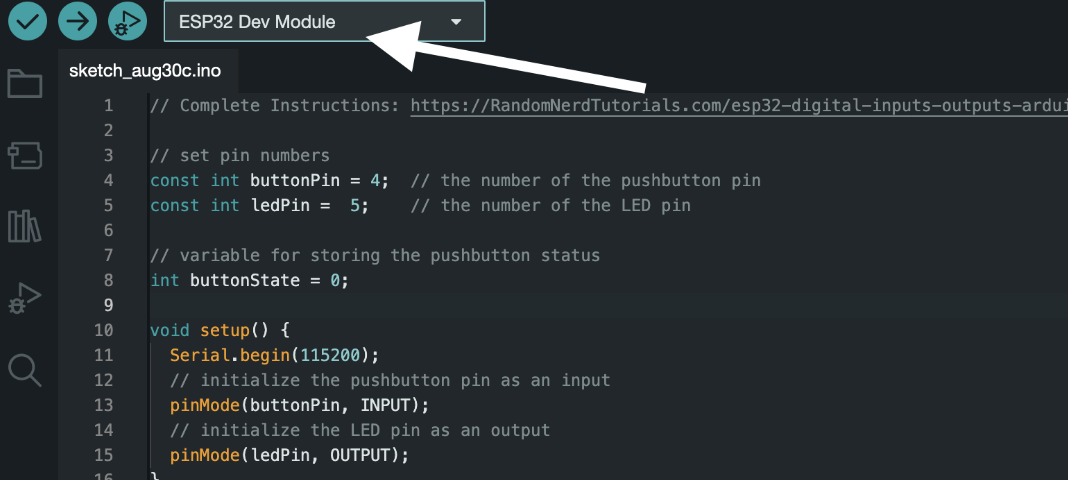 ESP32 Dev Module
sketch_aug30c.ino
1 // Complete Instructions: https://RandomNerdTutorials.com/esp32-digital-inputs-outputs-ardui
2
3 // set pin numbers
4 const int buttonPin = 4;  // the number of the pushbutton pin
5 const int ledPin =  5;    // the number of the LED pin
6
7 // variable for storing the pushbutton status
8 int buttonState = 0;
9
10 void setup() {
11   Serial.begin(115200);
12   // initialize the pushbutton pin as an input
13   pinMode(buttonPin, INPUT);
14   // initialize the LED pin as an output
15   pinMode(ledPin, OUTPUT);
16 }